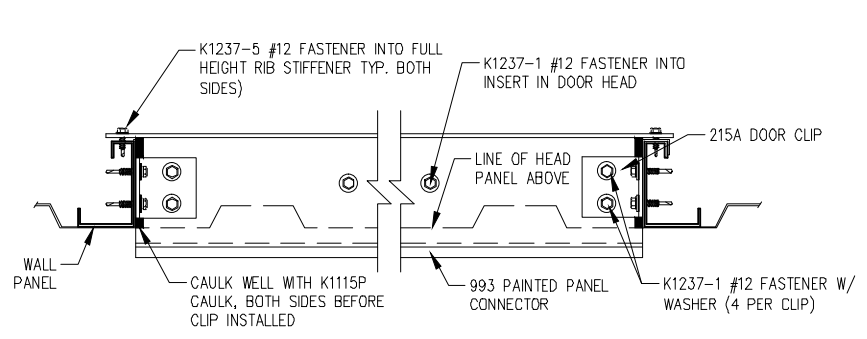 K1237-5 #12 FASTENER INTO FULL
HEIGHT RIB STIFFENER TYP. BOTH
SIDES)
K1237-1 #12 FASTENER INTO
INSERT IN DOOR HEAD
215A DOOR CLIP
LINE OF HEAD
PANEL ABOVE
WALL
PANEL
CAULK WELL WITH K1115P
CAULK, BOTH SIDES BEFORE
CLIP INSTALLED
993 PAINTED PANEL
CONNECTOR
K1237-1 #12 FASTENER W/
WASHER (4 PER CLIP)